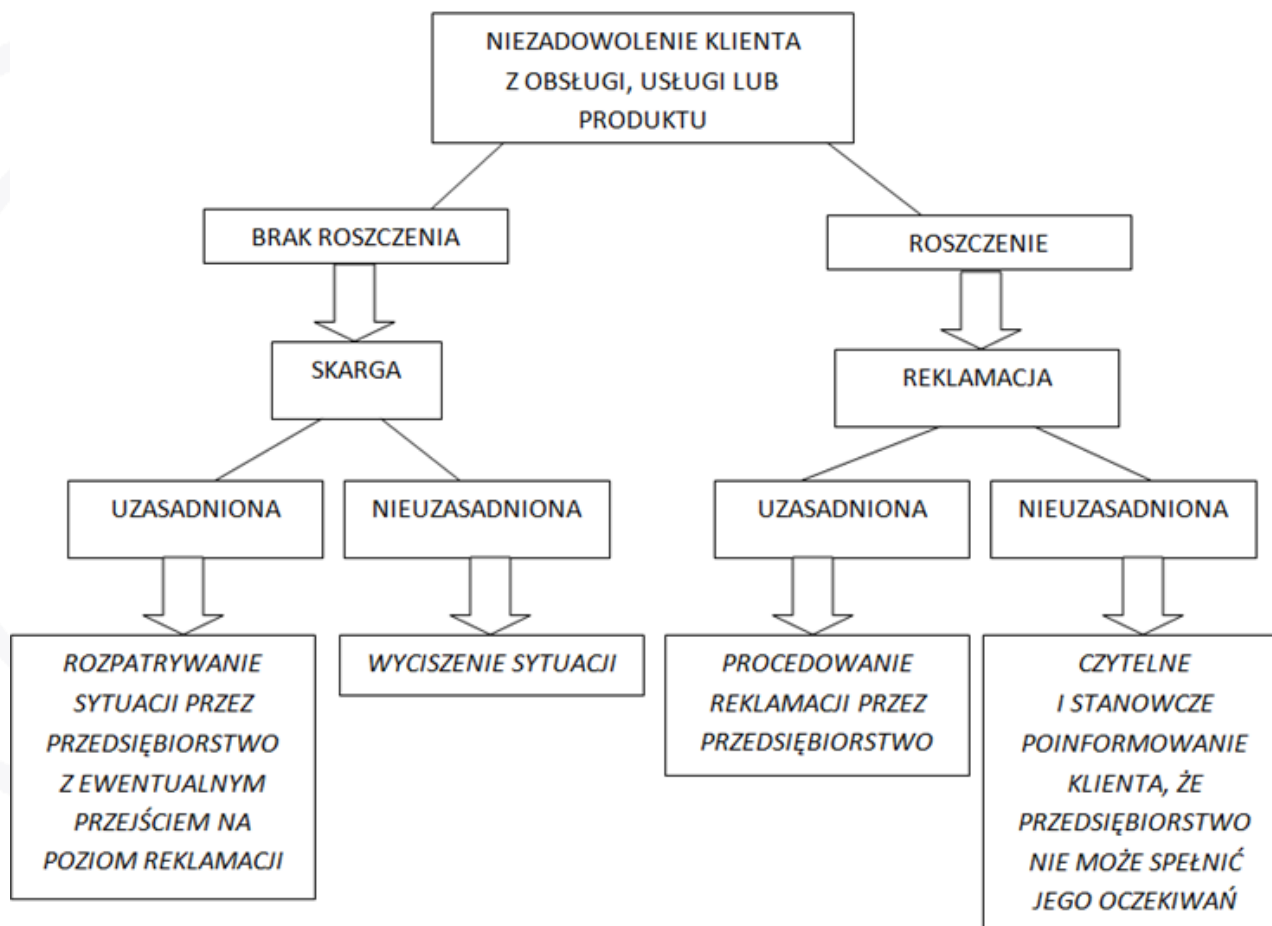 NIEZADOWOLENIE KLIENTA
Z OBSŁUGI, USŁUGI LUB
PRODUKTU
BRAK ROSZCZENIA
ROSZCZENIE
SKARGA
REKLAMACJA
UZASADNIONA
NIEUZASADNIONA
UZASADNIONA
NIEUZASADNIONA
ROZPATRYWANIE
SYTUACJI PRZEZ
PRZEDSIĘBIORSTWO
Z EWENTUALNYM
PRZEJŚCIEM NA
POZIOM REKLAMACJI
WYCISZENIE SYTUACJI
PROCEDOWANIE
REKLAMACJI PRZEZ
PRZEDSIĘBIORSTWO
CZYTELNE
I STANOWCZE
POINFORMOWANIE
KLIENTA, ŻE
PRZEDSIĘBIORSTWO
NIE MOŻE SPEŁNIĆ
JEGO OCZEKIWAŃ